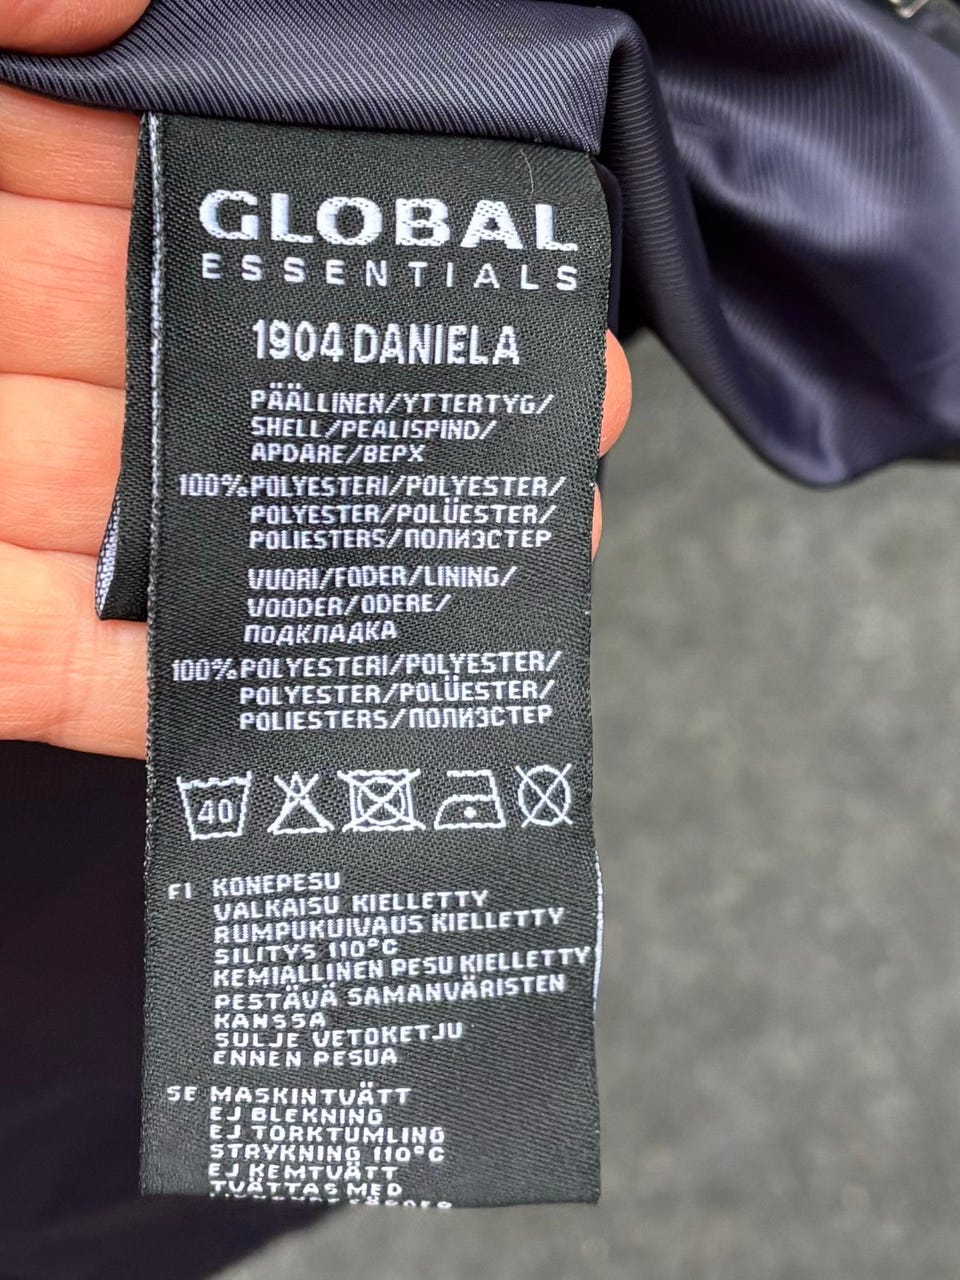 GLOBAL
ESSENTIALS
1904 DANIELA
PÄÄLLINEN/YTTERTYG/
SHELL/PEALISPIND/
APDARE/ВЕРХ
100%POLYESTERI/POLYESTER/
POLYESTER/POLÜESTER/
POLIESTERS/ПОЛИЭСТЕР
VUORI/FODER/LINING/
VOODER/ODERE/
ПОДКЛАДКА
100%POLYESTERI/POLYESTER/
POLYESTER/POLÜESTER/
POLIESTERS/ПОЛИЭСТЕР
40
FI KONEPESU
VALKAISU KIELLETTY
RUMPUKUIVAUS KIELLETTY
SILITYS 110°C
KEMIALLINEN PESU KIELLETTY
PESTÄVÄ SAMANVÄRISTEN
KANSSA
SULJE VETOKETJU
ENNEN PESUA
SE MASKINTVÄTT
EJ BLEKNING
EJ TORKTUMLING
STRYKNING 110°C
EJ KEMTVÄTT
TVÄTTAS MED